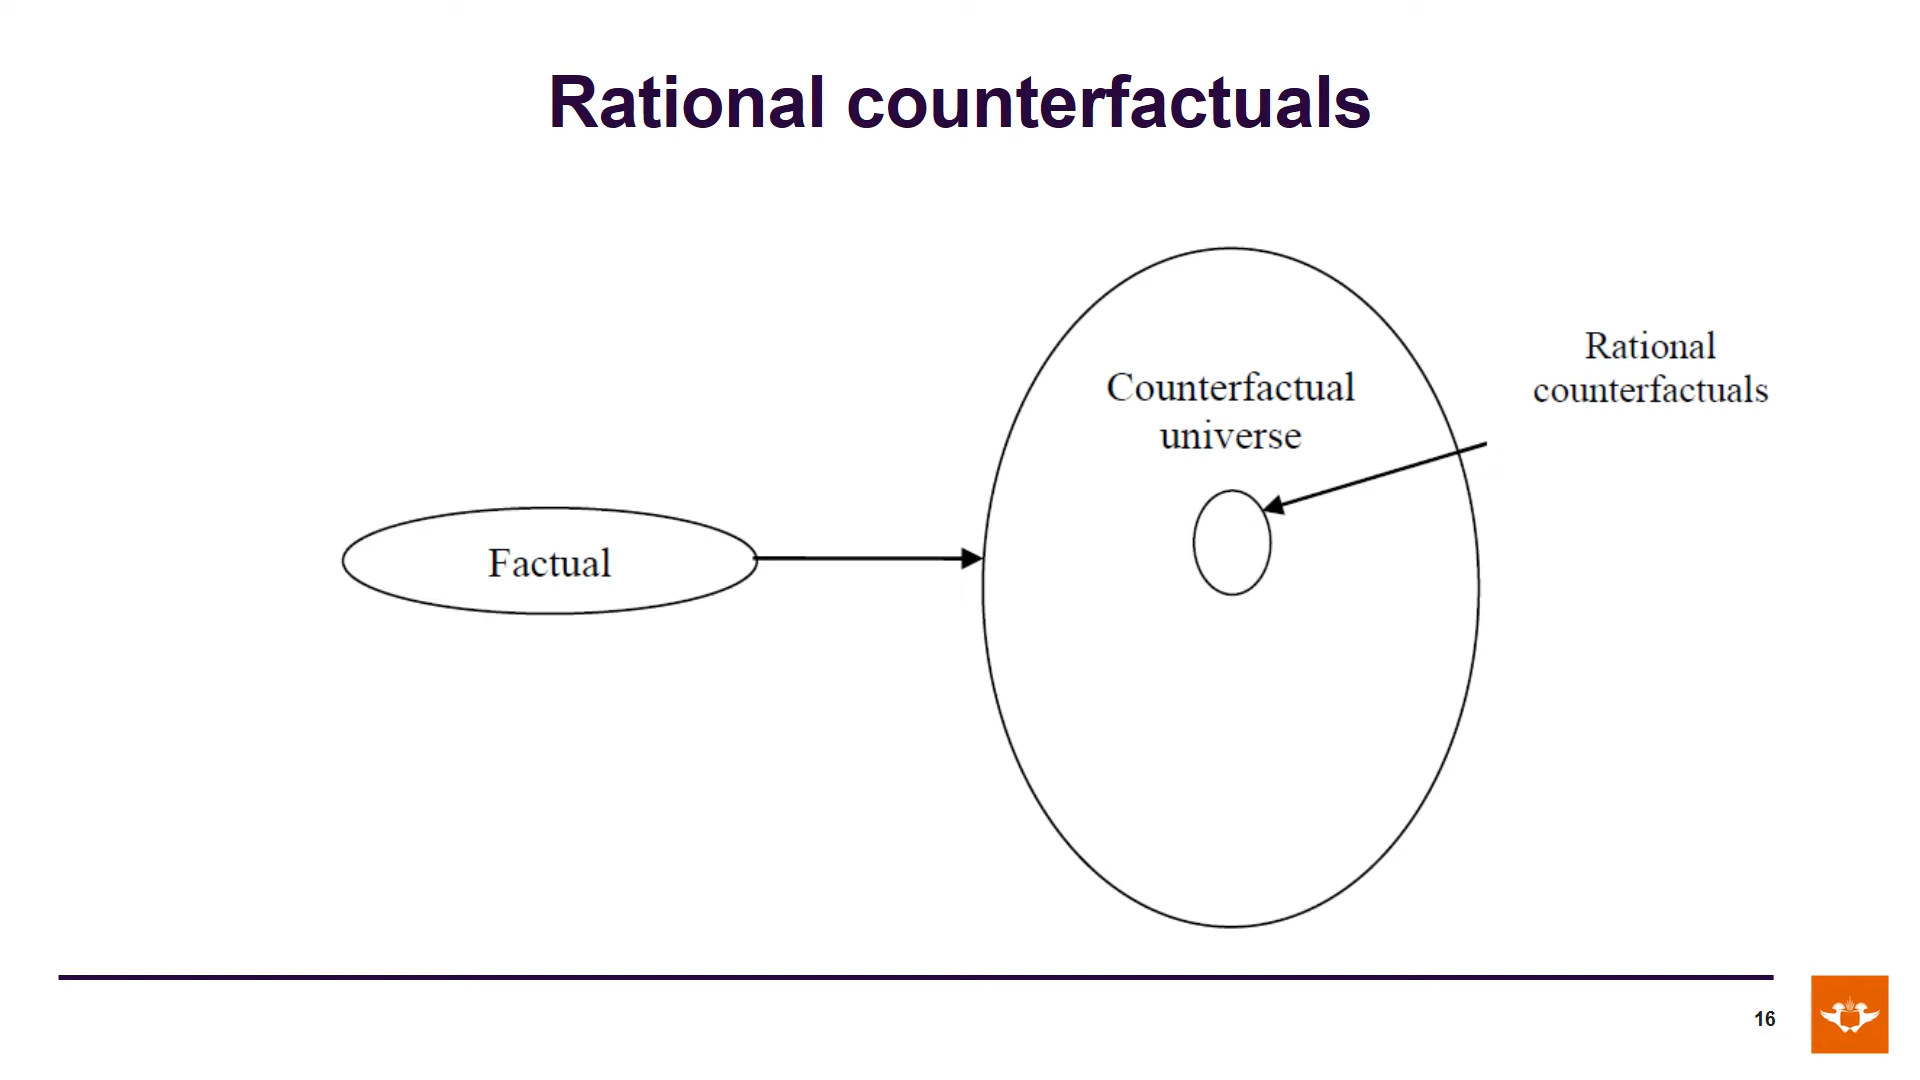 Rational counterfactuals
Rational
counterfactuals
Counterfactual
universe
Factual
16